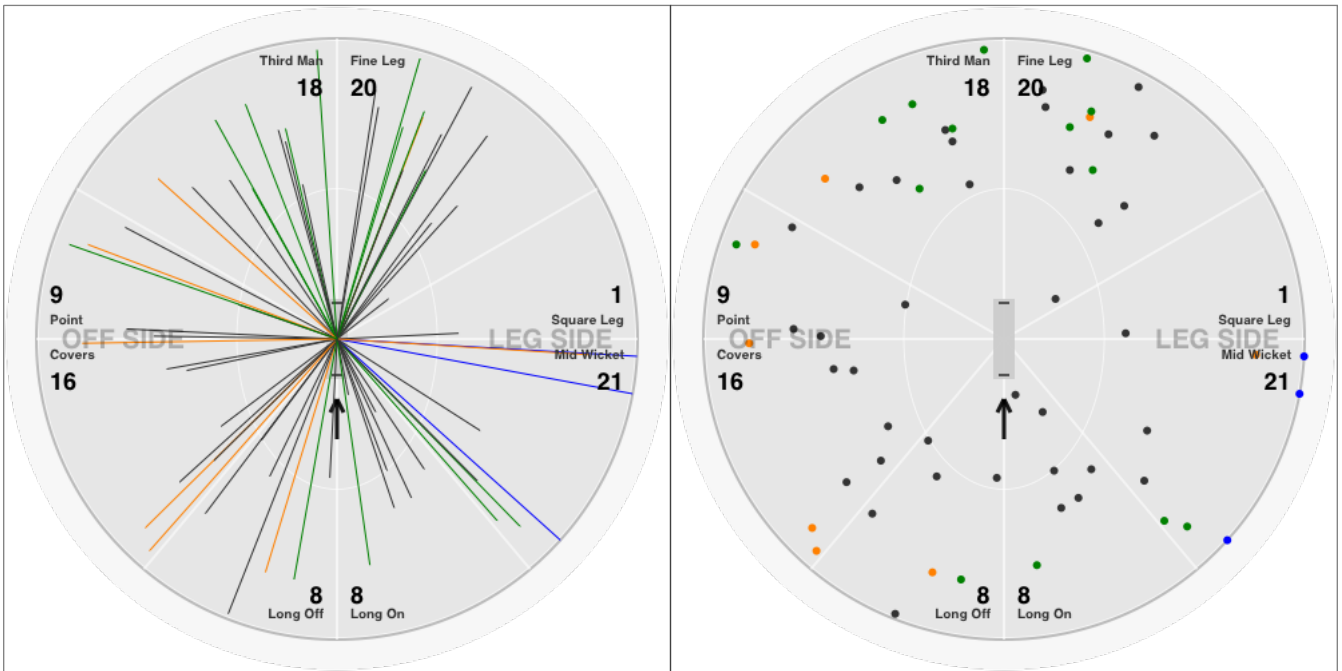 Third Man Fine Leg
18 20
9 1
Point Square Leg
OFF SIDE LEG SIDE
Covers Mid Wicket
16 21
8 8
Long Off Long On
Third Man Fine Leg
18 20
9 1
Point Square Leg
OFF SIDE LEG SIDE
Covers Mid Wicket
16 21
8 8
Long Off Long On